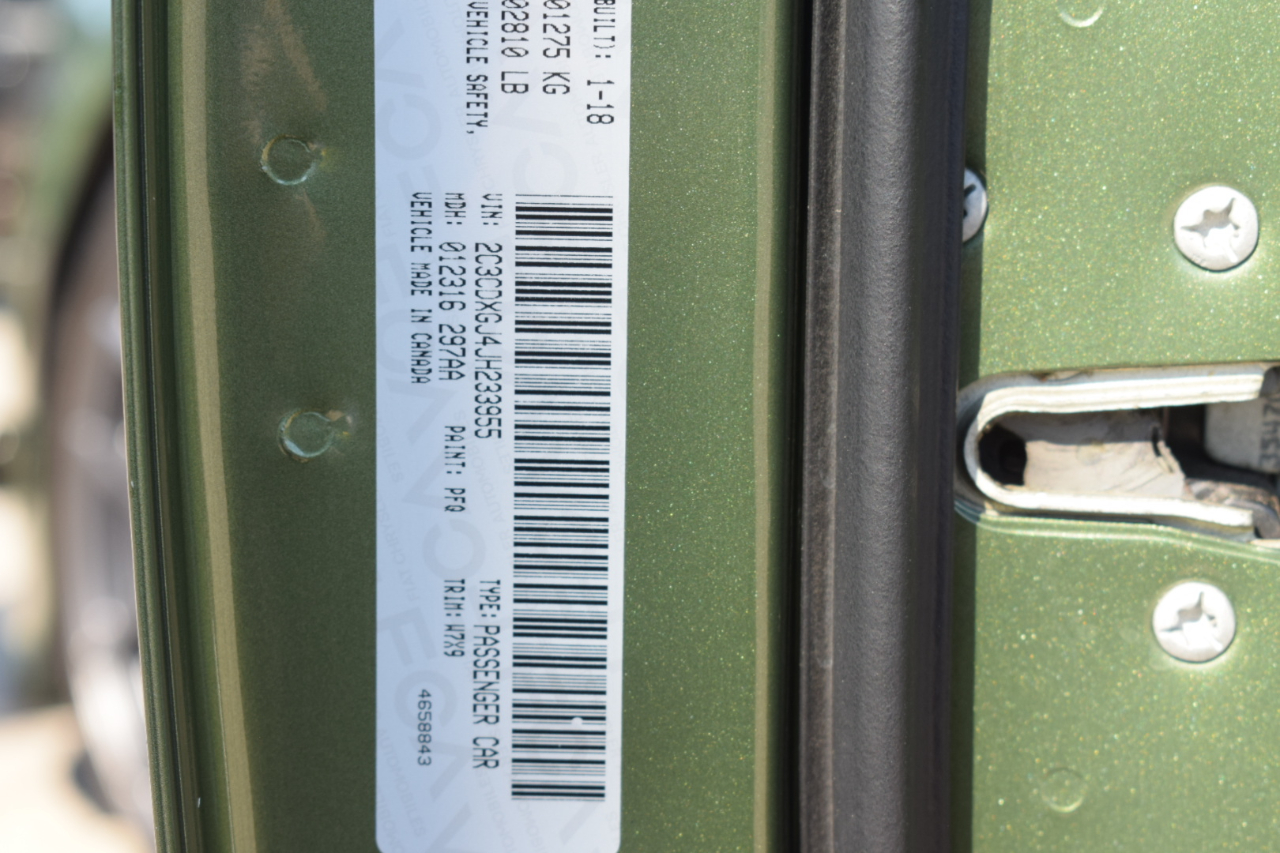 BUILT): 1-18
01275 KG
02810 LB
VEHICLE SAFETY,
VIN: 2C3CDXGJ4JH233955 TYPE: PASSENGER CAR
MDH: 012316 297AA PAINT: PFQ TRIM: W7X9
VEHICLE MADE IN CANADA 4658843